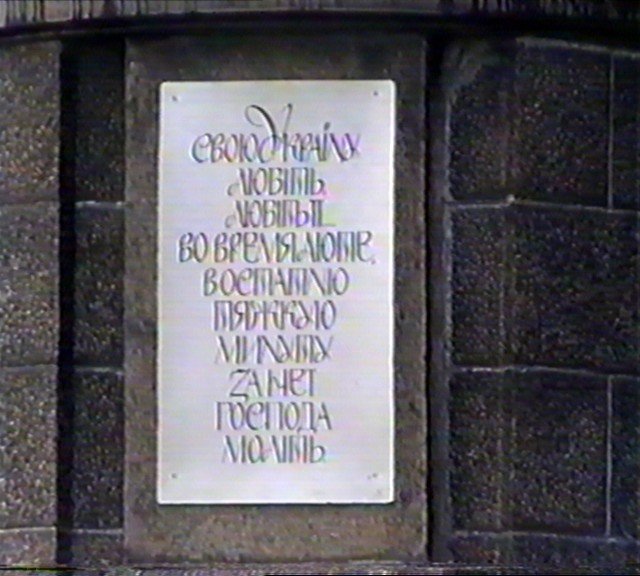 Свою Україну
любіть.
Любіть її...
Во время люте,
в остатню
тяжкую
минуту
за неї
Господа
моліть.